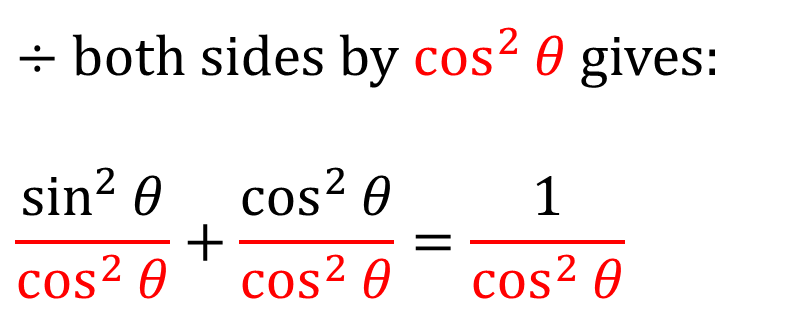 ÷ both sides by cos² θ gives:
sin² θ / cos² θ + cos² θ / cos² θ = 1 / cos² θ